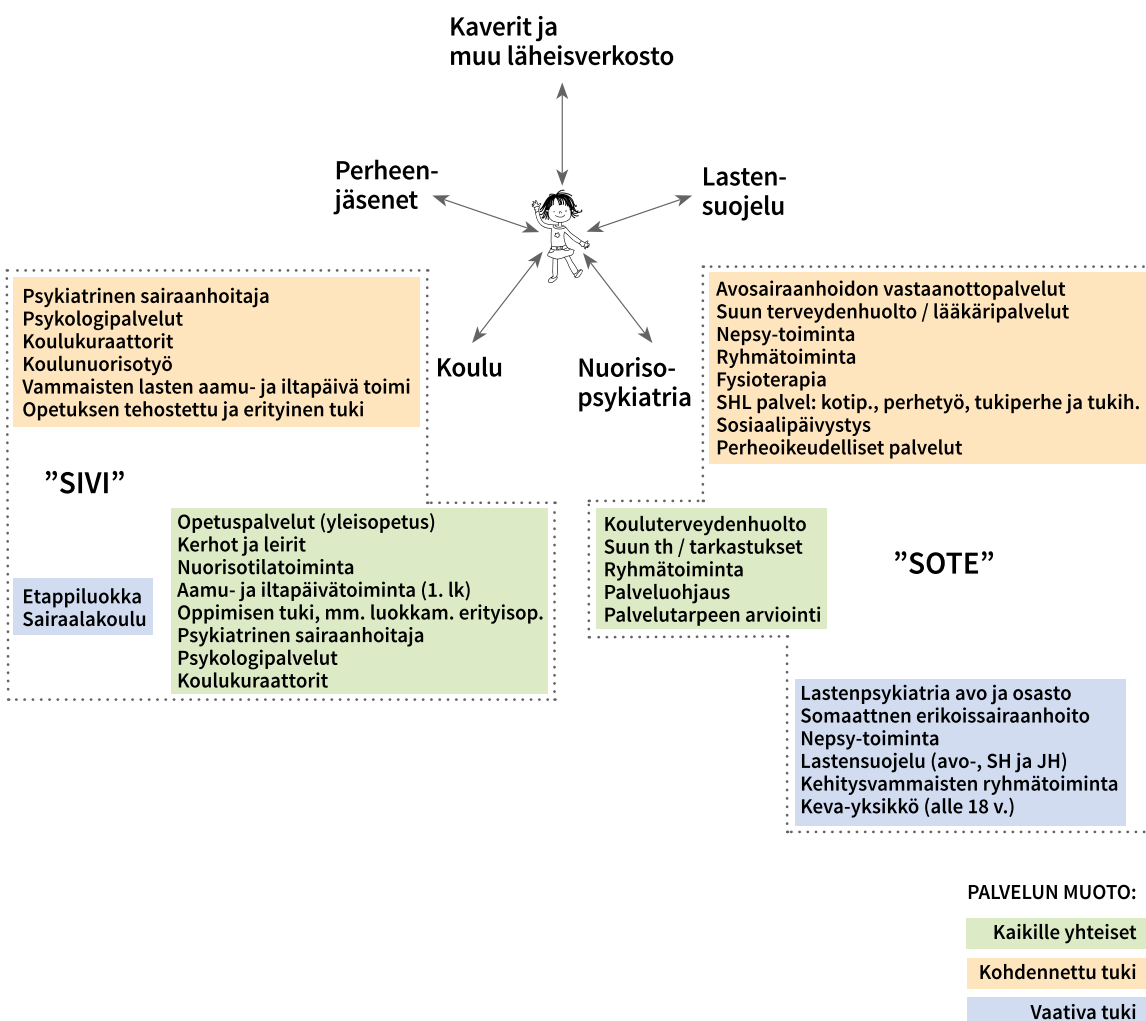 Kaverit ja
muu läheisverkosto
Perheen-
jäsenet
Lasten-
suojelu
Koulu
Nuoriso-
psykiatria
Psykiatrinen sairaanhoitaja
Psykologipalvelut
Koulukuraattorit
Koulunuorisotyö
Vammaisten lasten aamu- ja iltapäivä toimi
Opetuksen tehostettu ja erityinen tuki
”SIVI”
Opetuspalvelut (yleisopetus)
Kerhot ja leirit
Nuorisotilatoiminta
Aamu- ja iltapäivätoiminta (1. lk)
Oppimisen tuki, mm. luokkam. erityisop.
Psykiatrinen sairaanhoitaja
Psykologipalvelut
Koulukuraattorit
Etappiluokka
Sairaalakoulu
Avosairaanhoidon vastaanottopalvelut
Suun terveydenhuolto / lääkäripalvelut
Nepsy-toiminta
Ryhmätoiminta
Fysioterapia
SHL palvel: kotip., perhetyö, tukiperhe ja tukih.
Sosiaalipäivystys
Perheoikeudelliset palvelut
Kouluterveydenhuolto
Suun th / tarkastukset
Ryhmätoiminta
Palveluohjaus
Palvelutarpeen arviointi
”SOTE”
Lastenpsykiatria avo ja osasto
Somaattnen erikoissairaanhoito
Nepsy-toiminta
Lastensuojelu (avo-, SH ja JH)
Kehitysvammaisten ryhmätoiminta
Keva-yksikkö (alle 18 v.)
PALVELUN MUOTO:
Kaikille yhteiset
Kohdennettu tuki
Vaativa tuki